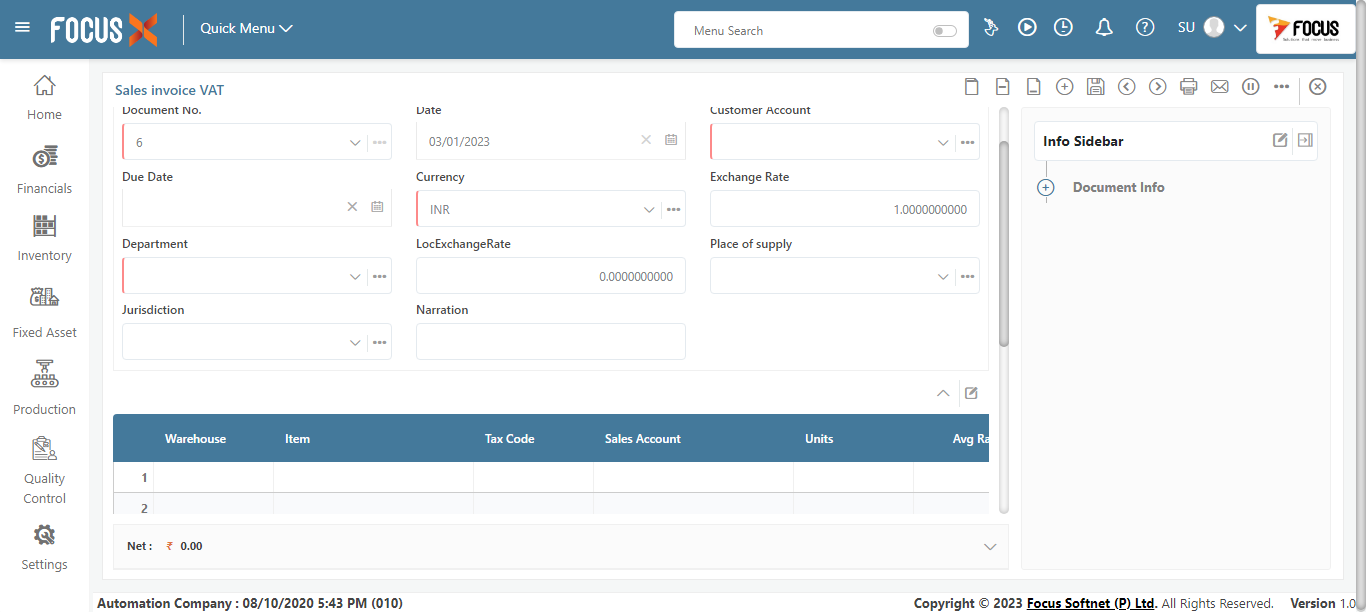 FOCUS X
Quick Menu
Menu Search
SU
FOCUS
Home
Financials
Inventory
Fixed Asset
Production
Quality
Control
Settings
Sales invoice VAT
Document No. Date Customer Account
6 03/01/2023
Due Date Currency Exchange Rate
INR 1.0000000000
Department LocExchangeRate Place of supply
0.0000000000
Jurisdiction Narration
Warehouse Item Tax Code Sales Account Units Avg Ra
1
2
Net : ₹ 0.00
Info Sidebar
Document Info
Automation Company : 08/10/2020 5:43 PM (010)
Copyright © 2023 Focus Softnet (P) Ltd. All Rights Reserved. Version 1.0